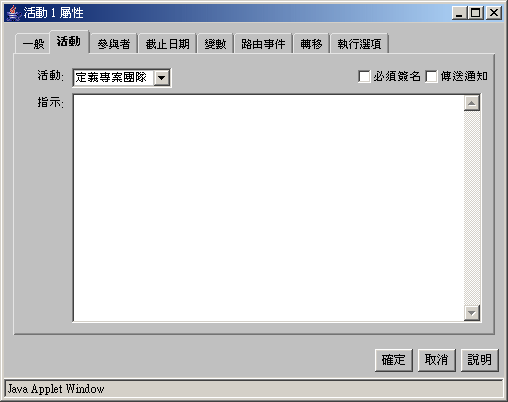 活動 1 屬性
一般 活動 參與者 截止日期 變數 路由事件 轉移 執行選項
活動: 定義專案團隊 必須簽名 傳送通知
指示:
確定 取消 說明
Java Applet Window